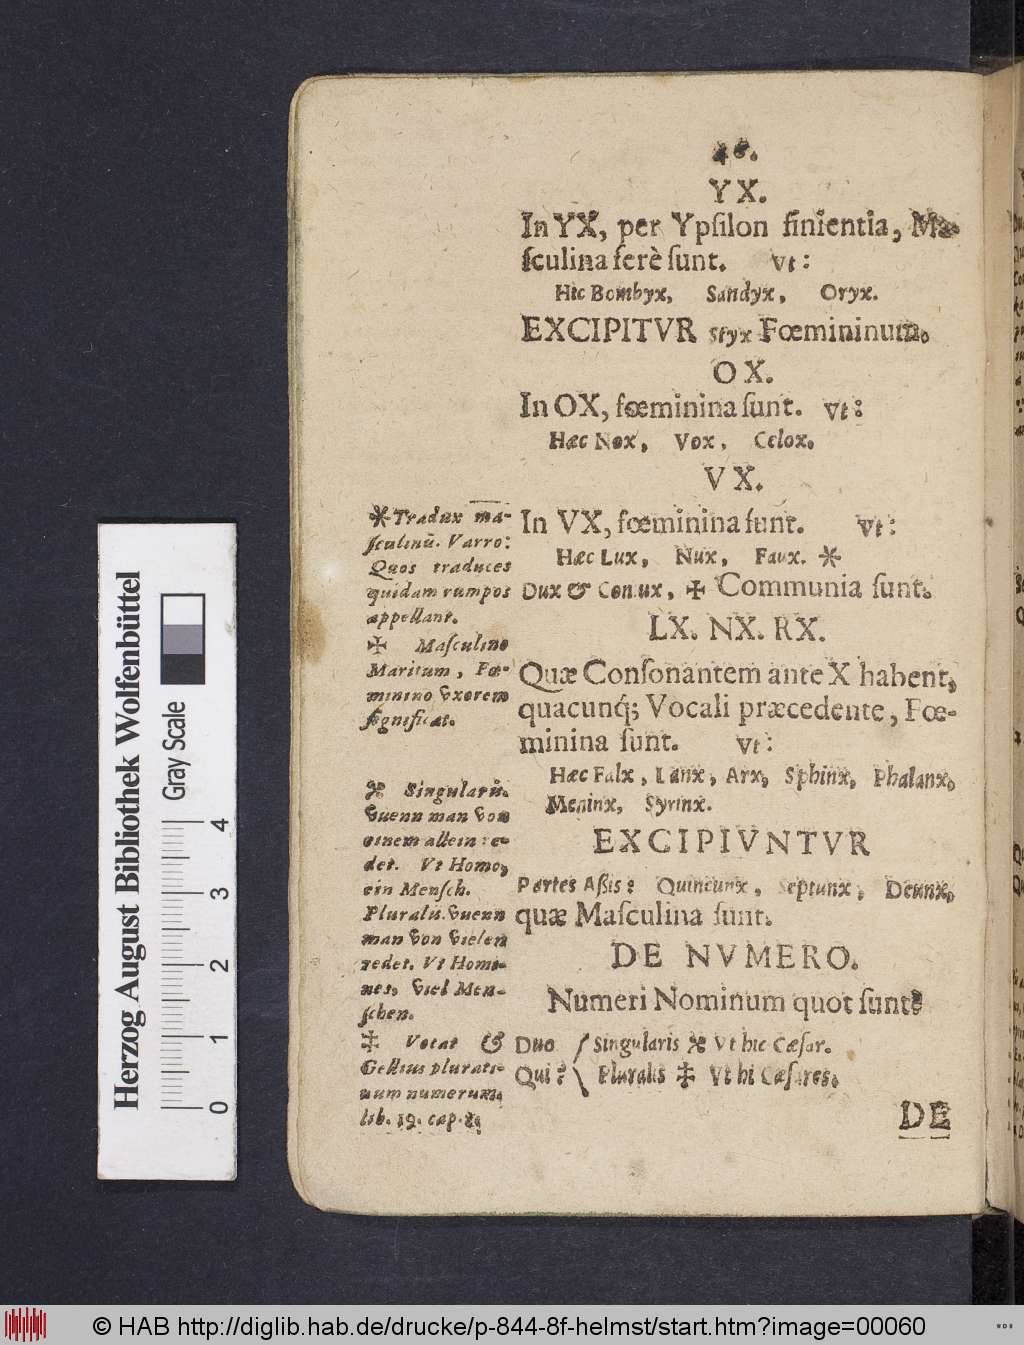 46.
YX.
In YX, per Ypſilon finientia, Ma-
ſculina ferè ſunt. Vt:
Hic Bombyx, Sandyx, Oryx.
EXCIPITVR Styx Fœmininum.
OX.
In OX, fœminina ſunt. Vt:
Hæc Nox, Vox, Celox.
VX.
In VX, fœminina ſunt. Vt:
Hæc Lux, Nux, Faux. *
Dux & Conjux, ✠ Communia ſunt.
LX. NX. RX.
Quæ Conſonantem ante X habent,
quacunq́; Vocali præcedente, Fœ-
minina ſunt. Vt:
Hæc Falx, Lanx, Arx, Sphinx, Phalanx,
Meninx, Syrinx.
EXCIPIVNTVR
Partes Aſsis: Quincunx, Septunx, Deunx,
quæ Maſculina ſunt.
DE NVMERO.
Numeri Nominum quot ſunt?
Duo Singularis ※ Vt hic Cæſar.
Qui? Pluralis ‡ Vt hi Cæſares.
DE
* Tradux ma-
ſculinū. Varro:
Quos traduces
quidam rumpos
appellant.
✠ Maſculino
Maritum, Fœ-
minino Vxorem
ſignificat.
※ Singularis.
Vuenn man von
einem allein re-
det. Vt Homo,
ein Menſch.
Pluralis. Vuenn
man von vielen
redet. Vt Homi-
nes, viel Men-
ſchen.
‡ Vetat &
Gellius plurati-
uum numerum,
lib. 19. cap. 8.
Herzog August Bibliothek Wolfenbüttel
Gray Scale
0 1 2 3 4
© HAB http://diglib.hab.de/drucke/p-844-8f-helmst/start.htm?image=00060